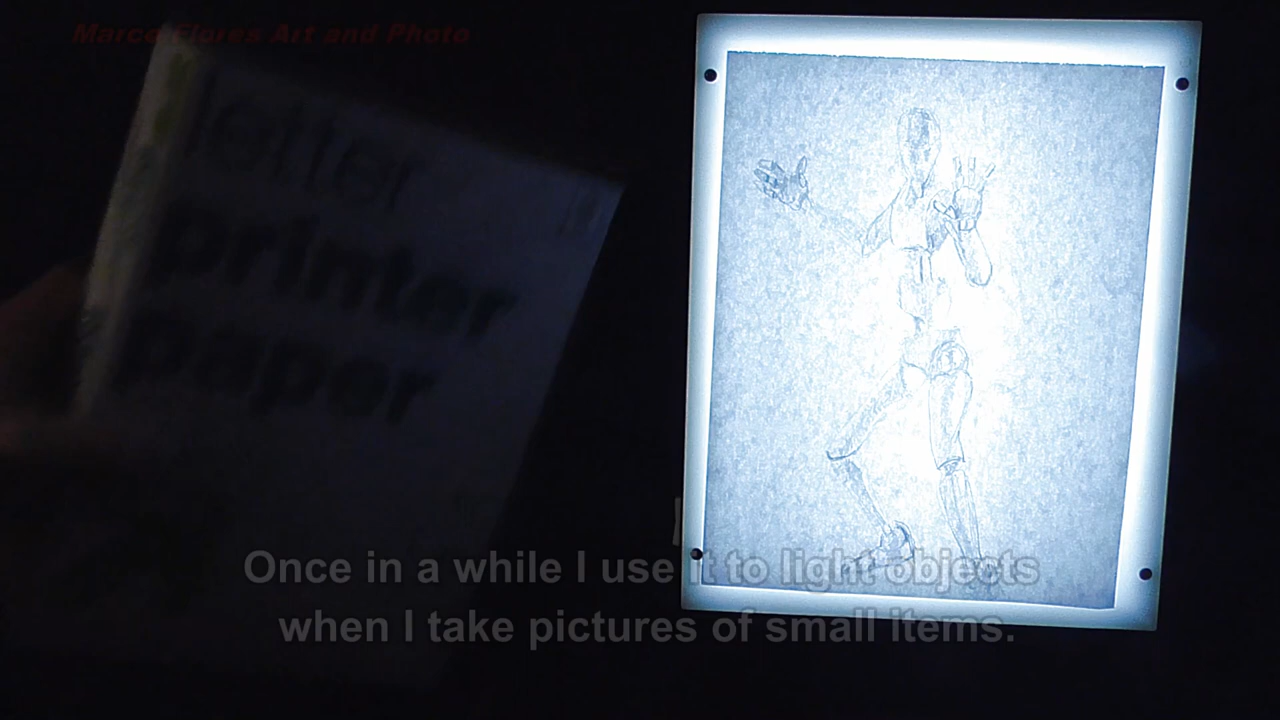 Marco Flores Art and Photo
letter
printer
paper
Once in a while I use it to light objects
when I take pictures of small items.